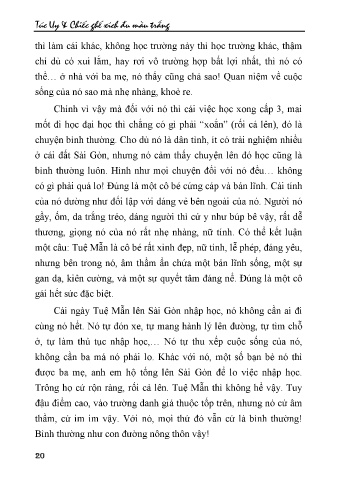 Túc Uy & Chiếc ghế xích đu màu trắng
thi làm cái khác, không học trường này thì học trường khác, thậm
chí dù có xui lắm, hay rơi vô trường hợp bất lợi nhất, thì nó có
thể… ở nhà với ba mẹ, nó thấy cũng chả sao! Quan niệm về cuộc
sống của nó sao mà nhẹ nhàng, khoẻ re.
Chính vì vậy mà đối với nó thì cái việc học xong cấp 3, mai
mốt đi học đại học thì chẳng có gì phải “xoắn” (rối cả lên), đó là
chuyện bình thường. Cho dù nó là dân tỉnh, ít có trải nghiệm nhiều
ở cái đất Sài Gòn, nhưng nó cảm thấy chuyện lên đó học cũng là
bình thường luôn. Hình như mọi chuyện đối với nó đều… không
có gì phải quá lo! Đúng là một cô bé cứng cáp và bản lĩnh. Cái tính
của nó dường như đối lập với dáng vẻ bên ngoài của nó. Người nó
gầy, ốm, da trắng trẻo, dáng người thì cứ y như búp bê vậy, rất dễ
thương, giọng nó của nó rất nhẹ nhàng, nữ tính. Có thể kết luận
một câu: Tuệ Mẫn là cô bé rất xinh đẹp, nữ tính, lễ phép, đáng yêu,
nhưng bên trong nó, âm thầm ẩn chứa một bản lĩnh sống, một sự
gan dạ, kiên cường, và một sự quyết tâm đáng nể. Đúng là một cô
gái hết sức đặc biệt.
Cái ngày Tuệ Mẫn lên Sài Gòn nhập học, nó không cần ai đi
cùng nó hết. Nó tự đón xe, tự mang hành lý lên đường, tự tìm chỗ
ở, tự làm thủ tục nhập học,… Nó tự thu xếp cuộc sống của nó,
không cần ba má nó phải lo. Khác với nó, một số bạn bè nó thì
được ba mẹ, anh em hộ tống lên Sài Gòn để lo việc nhập học.
Trông họ cứ rộn ràng, rối cả lên. Tuệ Mẫn thì không hề vậy. Tuy
đậu điểm cao, vào trường danh giá thuộc tốp trên, nhưng nó cứ âm
thầm, cứ im im vậy. Với nó, mọi thứ đó vẫn cứ là bình thường!
Bình thường như con đường nông thôn vậy!
20